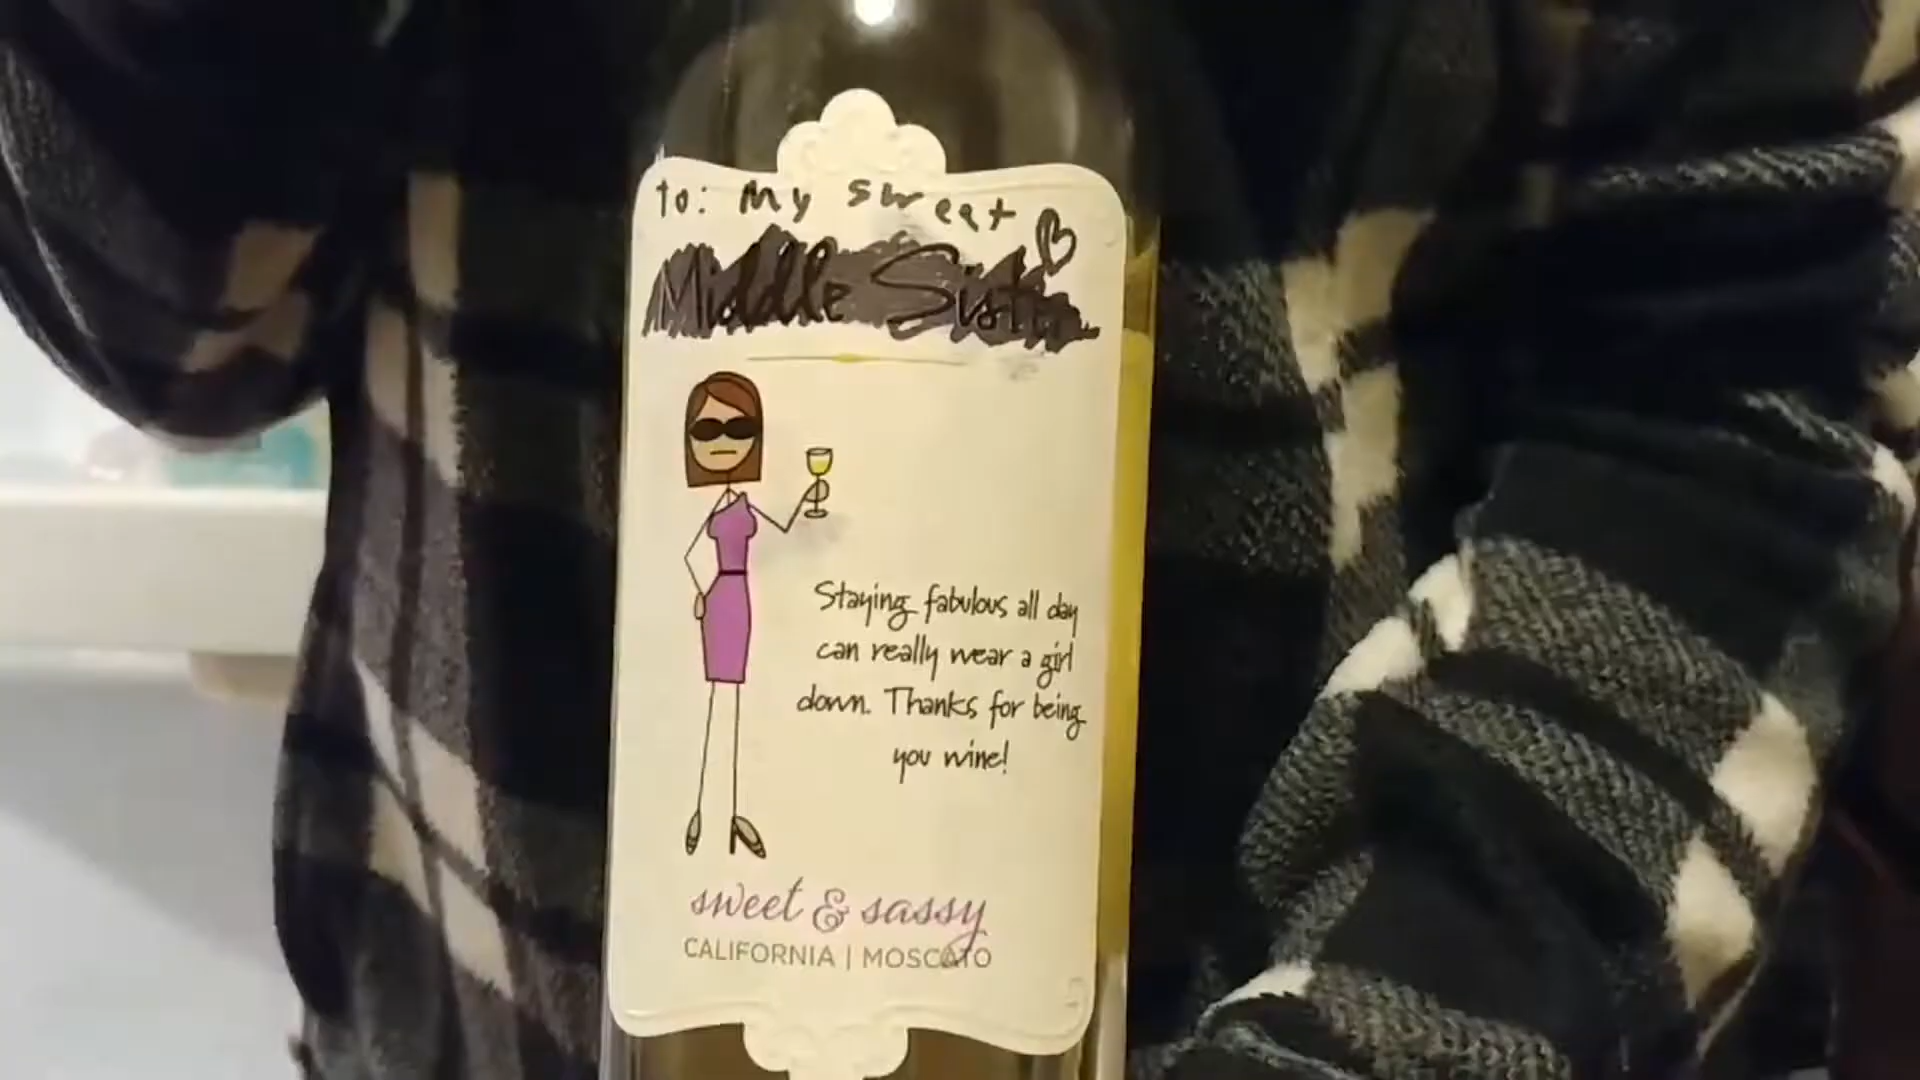 to: My sweet
Middle Sister
Staying fabulous all day
can really wear a girl
down. Thanks for being
you wine!
sweet & sassy
CALIFORNIA | MOSCATO